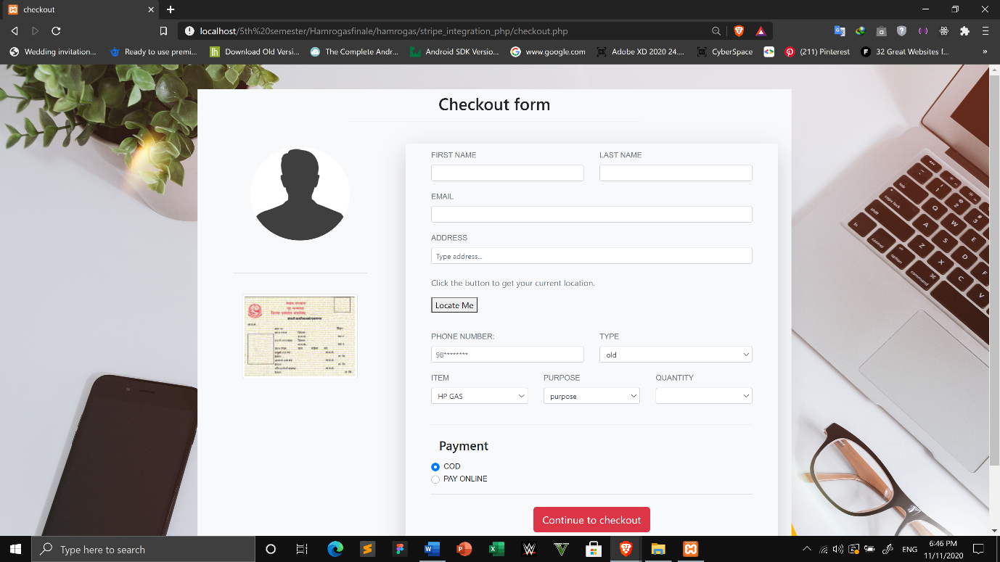 checkout
localhost/5th%20semester/Hamrogasfinale/hamrogas/stripe_integration_php/checkout.php
Wedding invitation... Ready to use premi... Download Old Versi... The Complete Andr... Android SDK Versio... www.google.com Adobe XD 2020 24.... CyberSpace (211) Pinterest 32 Great Websites f... »
Checkout form
FIRST NAME LAST NAME
EMAIL
ADDRESS
Type address...
Click the button to get your current location.
Locate Me
नेपाल सरकार
गृह मन्त्रालय
PHONE NUMBER: TYPE
98******** old
ITEM PURPOSE QUANTITY
HP GAS purpose
Payment
COD
PAY ONLINE
Continue to checkout
Type here to search
ENG
6:46 PM
11/11/2020